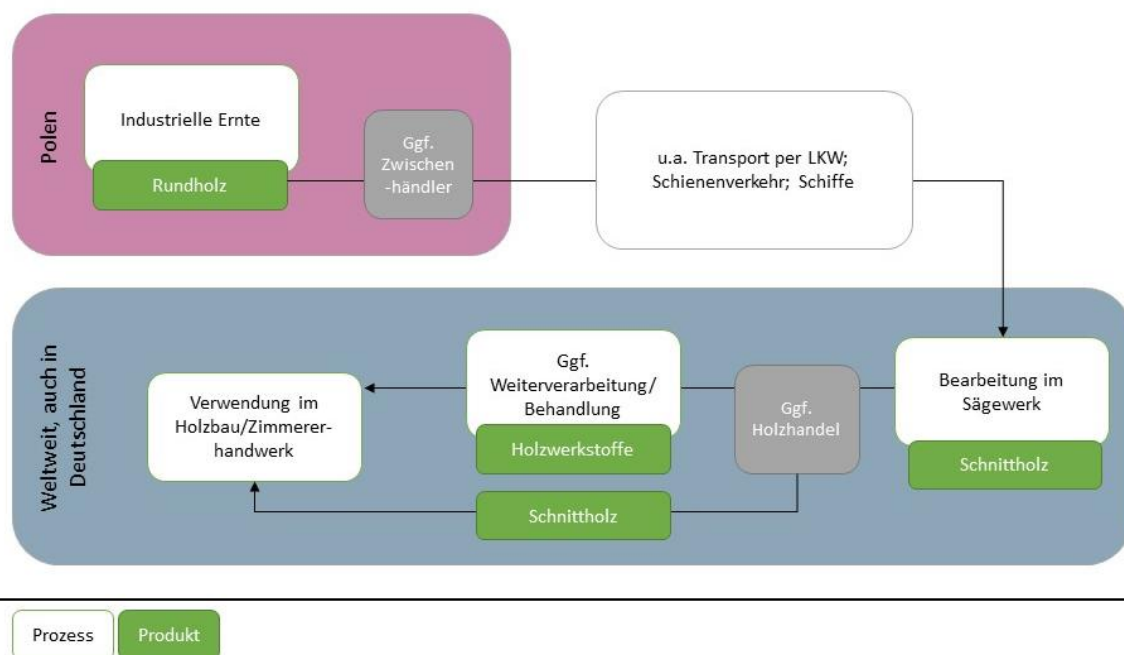 Polen
Industrielle Ernte
Rundholz
Ggf.
Zwischen
-händler
u.a. Transport per LKW;
Schienenverkehr; Schiffe
Weltweit, auch in
Deutschland
Verwendung im
Holzbau/Zimmerer-
handwerk
Ggf.
Weiterverarbeitung/
Behandlung
Holzwerkstoffe
Schnittholz
Ggf.
Holzhandel
Bearbeitung im
Sägewerk
Schnittholz
Prozess
Produkt